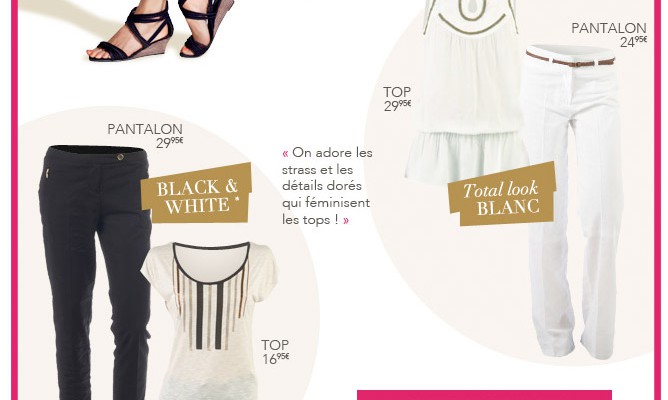 PANTALON
24,95€
TOP
29,95€
PANTALON
29,95€
« On adore les
strass et les
détails dorés
qui féminisent
les tops ! »
BLACK &
WHITE *
Total look
BLANC
TOP
16,95€